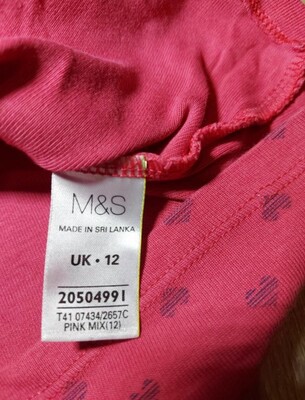 M&S
MADE IN SRI LANKA
UK • 12
20504991
T41 07434/2657C
PINK MIX(12)